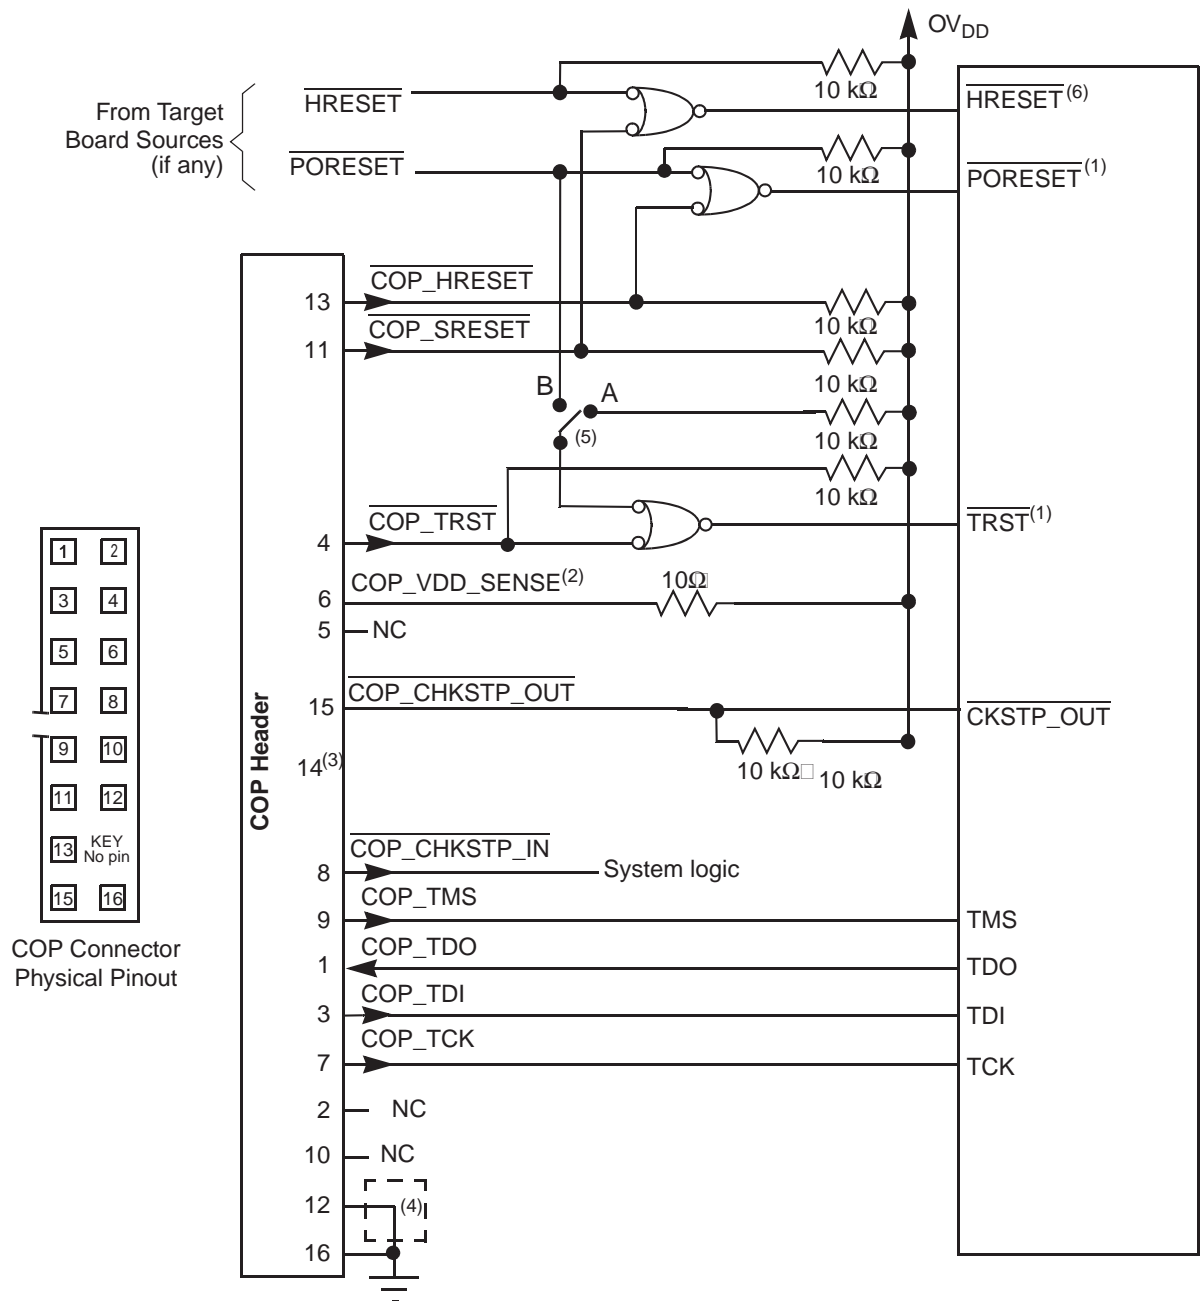 OVDD
10 kΩ
HRESET
HRESET(6)
From Target
Board Sources
(if any)
10 kΩ
PORESET
PORESET(1)
13
COP_HRESET
10 kΩ
11
COP_SRESET
10 kΩ
B
A
(5)
10 kΩ
10 kΩ
4
COP_TRST
TRST(1)
6
COP_VDD_SENSE(2)
10Ω
5
NC
15
COP_CHKSTP_OUT
CKSTP_OUT
10 kΩ
10 kΩ
14(3)
COP Header
8
COP_CHKSTP_IN
System logic
9
COP_TMS
TMS
1
COP_TDO
TDO
3
COP_TDI
TDI
7
COP_TCK
TCK
2
NC
10
NC
12
(4)
16
1 2
3 4
5 6
7 8
9 10
11 12
13 KEY
No pin
15 16
COP Connector
Physical Pinout